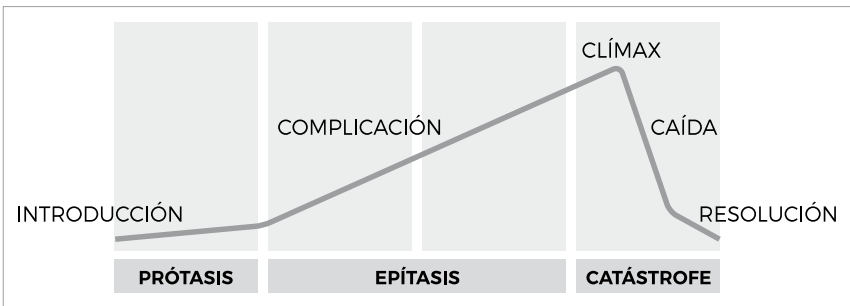 CLÍMAX
COMPLICACIÓN
CAÍDA
INTRODUCCIÓN
RESOLUCIÓN
PRÓTASIS
EPÍTASIS
CATÁSTROFE